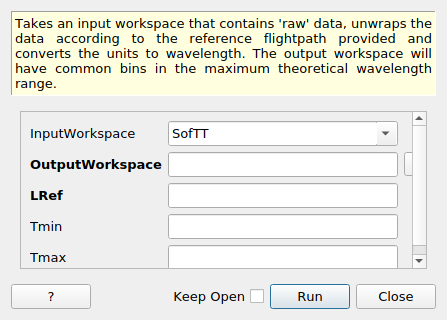 Takes an input workspace that contains 'raw' data, unwraps the
data according to the reference flightpath provided and
converts the units to wavelength. The output workspace will
have common bins in the maximum theoretical wavelength
range.
InputWorkspace SofTT
OutputWorkspace
LRef
Tmin
Tmax
? Keep Open Run Close